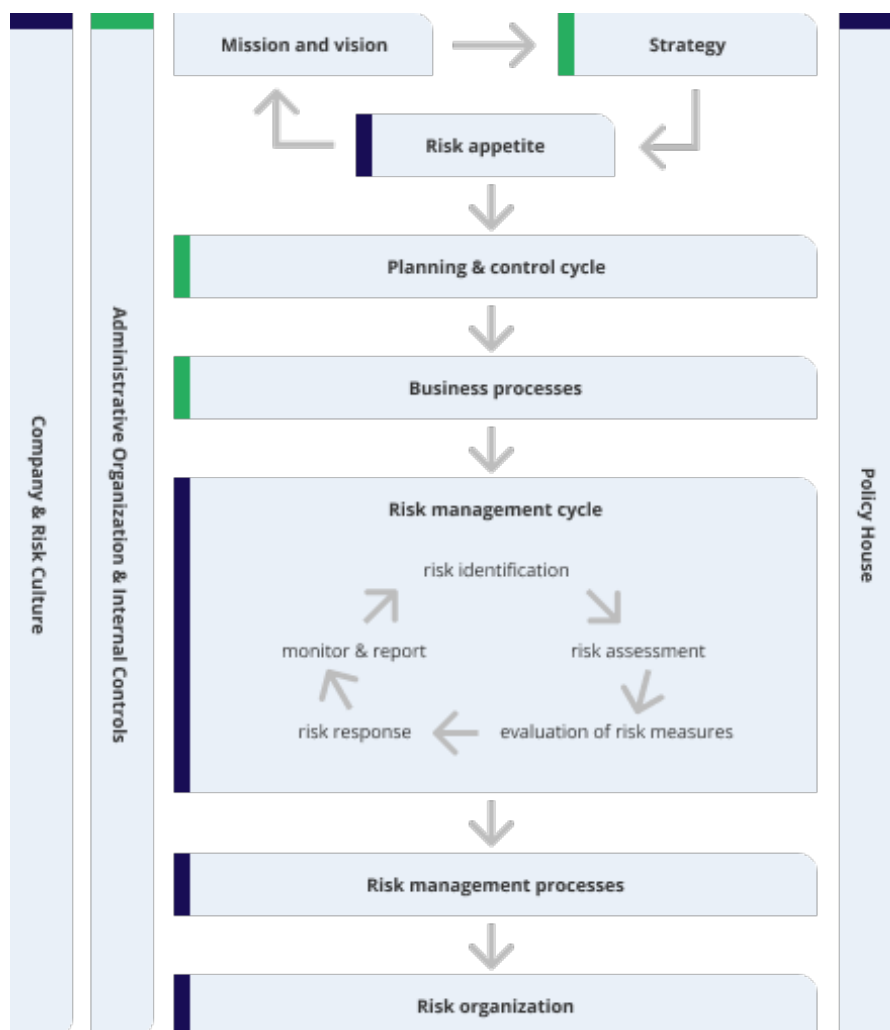 Mission and vision
Strategy
Risk appetite
Planning & control cycle
Business processes
Risk management cycle
risk identification
monitor & report
risk assessment
risk response
evaluation of risk measures
Risk management processes
Risk organization
Company & Risk Culture
Administrative Organization & Internal Controls
Policy House